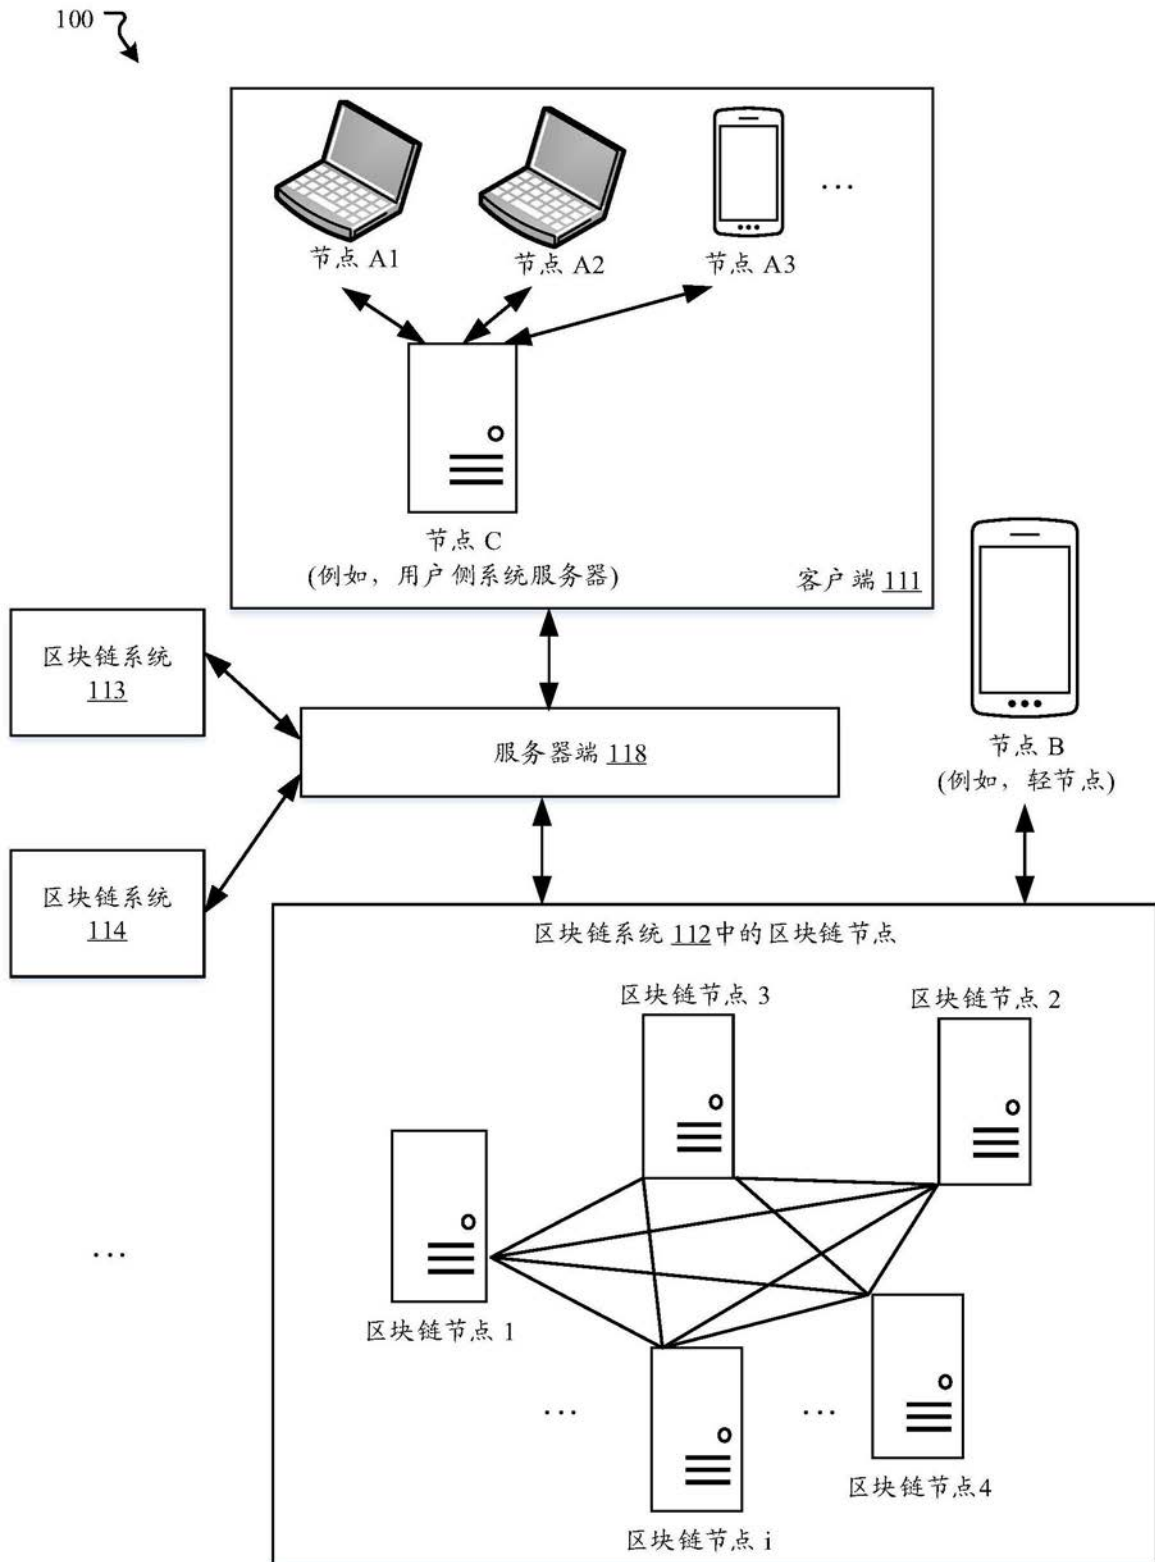 100
...
节点 A1
节点 A2
节点 A3
节点 C
(例如，用户侧系统服务器)
客户端 111
区块链系统
113
服务器端 118
节点 B
(例如，轻节点)
区块链系统
114
区块链系统 112中的区块链节点
区块链节点 3
区块链节点 2
...
区块链节点 1
... ...
区块链节点4
区块链节点 i